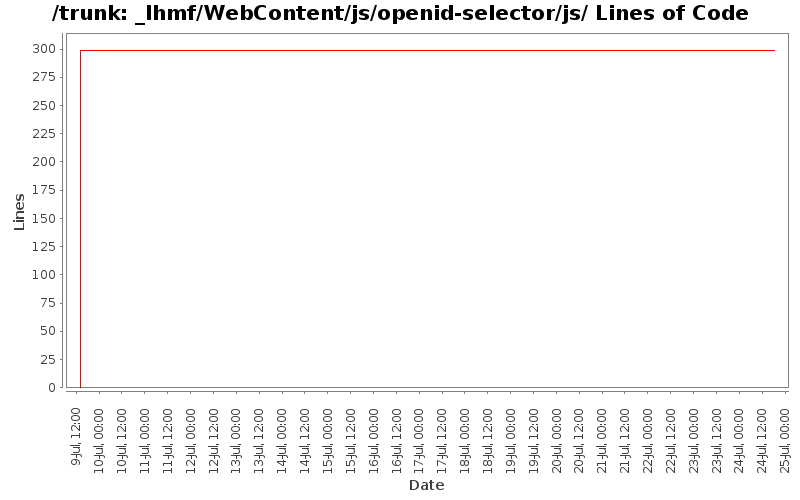 /trunk: _lhmf/WebContent/js/openid-selector/js/ Lines of Code
300
275
250
225
200
175
150
125
100
75
50
25
0
Lines
9-Jul, 12:00
10-Jul, 00:00
10-Jul, 12:00
11-Jul, 00:00
11-Jul, 12:00
12-Jul, 00:00
12-Jul, 12:00
13-Jul, 00:00
13-Jul, 12:00
14-Jul, 00:00
14-Jul, 12:00
15-Jul, 00:00
15-Jul, 12:00
16-Jul, 00:00
16-Jul, 12:00
17-Jul, 00:00
17-Jul, 12:00
18-Jul, 00:00
18-Jul, 12:00
19-Jul, 00:00
19-Jul, 12:00
20-Jul, 00:00
20-Jul, 12:00
21-Jul, 00:00
21-Jul, 12:00
22-Jul, 00:00
22-Jul, 12:00
23-Jul, 00:00
23-Jul, 12:00
24-Jul, 00:00
24-Jul, 12:00
25-Jul, 00:00
Date